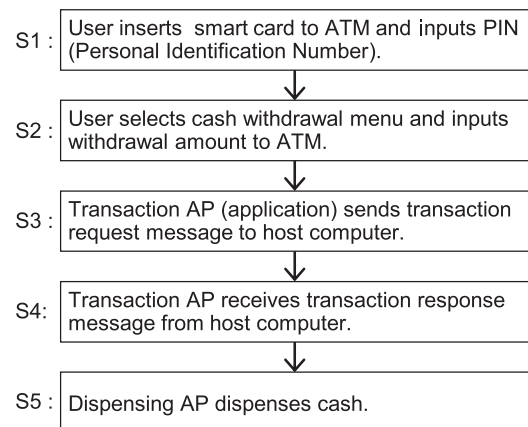 S1 : User inserts smart card to ATM and inputs PIN
(Personal Identification Number).
S2 : User selects cash withdrawal menu and inputs
withdrawal amount to ATM.
S3 : Transaction AP (application) sends transaction
request message to host computer.
S4: Transaction AP receives transaction response
message from host computer.
S5 : Dispensing AP dispenses cash.